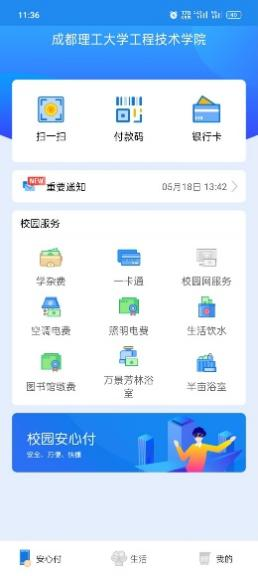 11:36
成都理工大学工程技术学院
扫一扫 付款码 银行卡
NEW 重要通知 05月18日 13:42
校园服务
学杂费 一卡通 校园网服务
空调电费 照明电费 生活饮水
图书馆缴费 万景芳林浴室 半亩浴室
校园安心付
安全、方便、快捷
安心付 生活 我的